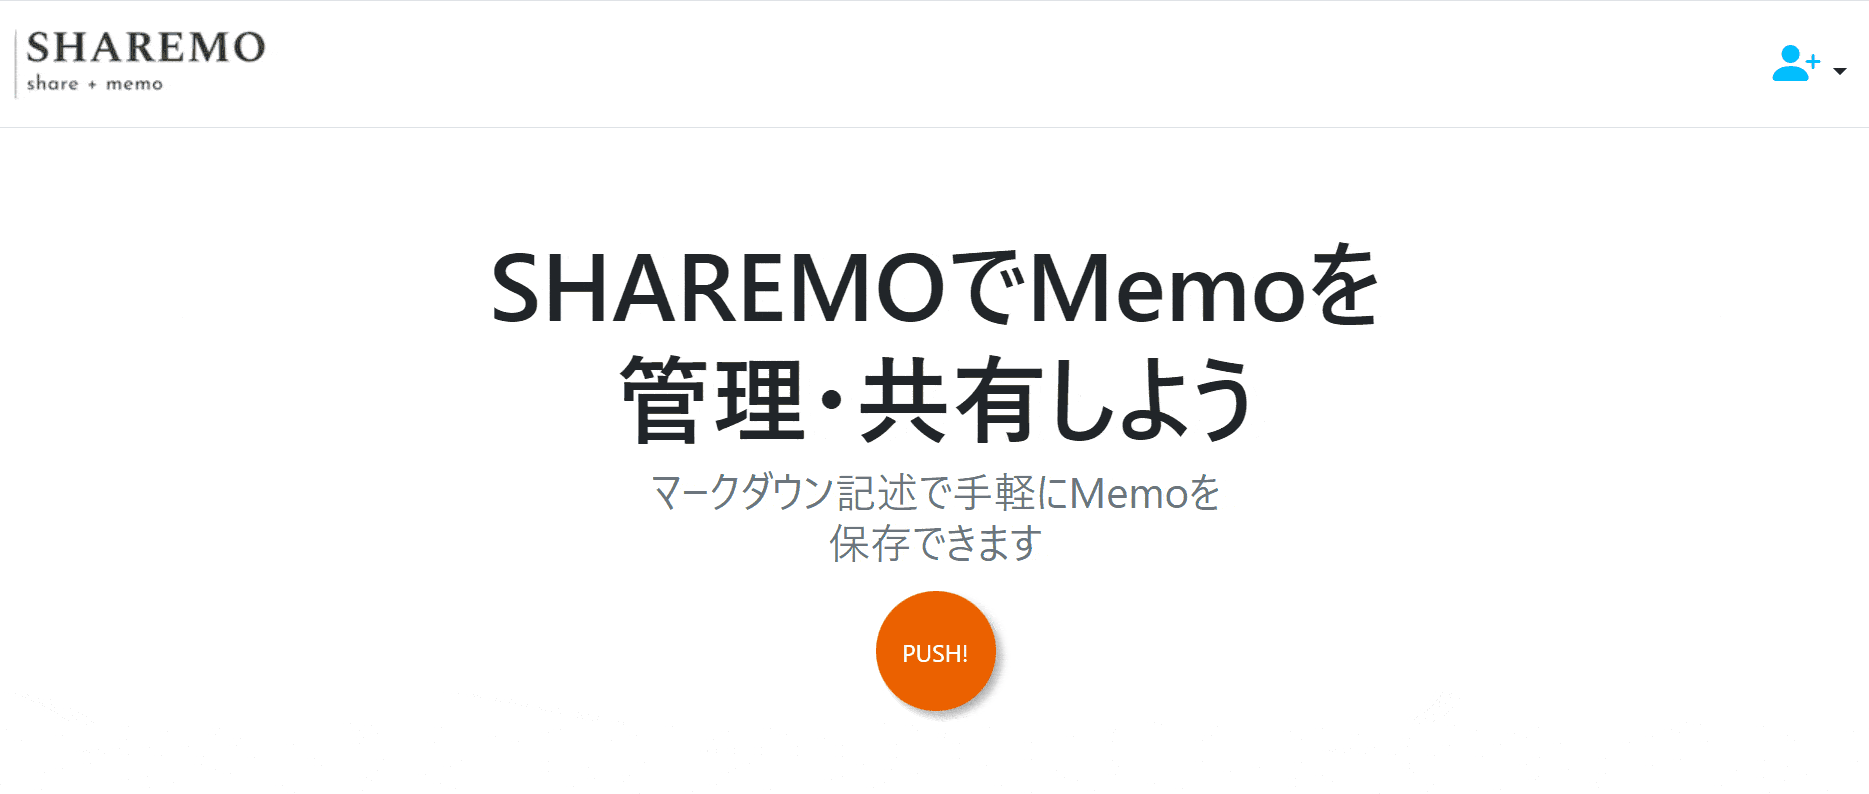 SHAREMO
share + memo
SHAREMOでMemoを
管理・共有しよう
マークダウン記述で手軽にMemoを
保存できます
PUSH!